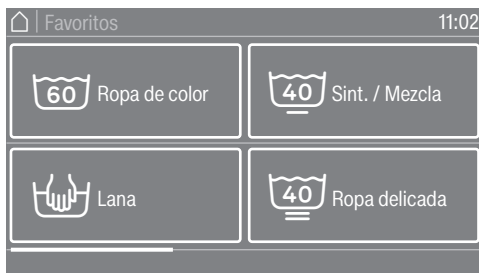 Favoritos 11:02
60 Ropa de color
40 Sint. / Mezcla
Lana
40 Ropa delicada